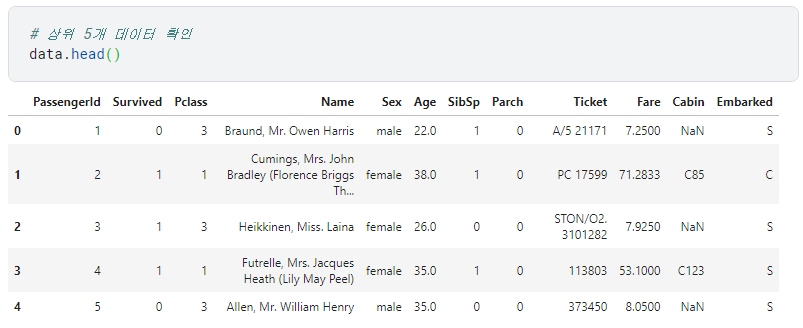 # 상위 5개 데이터 확인
data.head()
PassengerId Survived Pclass Name Sex Age SibSp Parch Ticket Fare Cabin Embarked
0 1 0 3 Braund, Mr. Owen Harris male 22.0 1 0 A/5 21171 7.2500 NaN S
Cumings, Mrs. John
1 2 1 1 Bradley (Florence Briggs female 38.0 1 0 PC 17599 71.2833 C85 C
Th...
2 3 1 3 Heikkinen, Miss. Laina female 26.0 0 0 STON/O2. 7.9250 NaN S
3101282
3 4 1 1 Futrelle, Mrs. Jacques female 35.0 1 0 113803 53.1000 C123 S
Heath (Lily May Peel)
4 5 0 3 Allen, Mr. William Henry male 35.0 0 0 373450 8.0500 NaN S